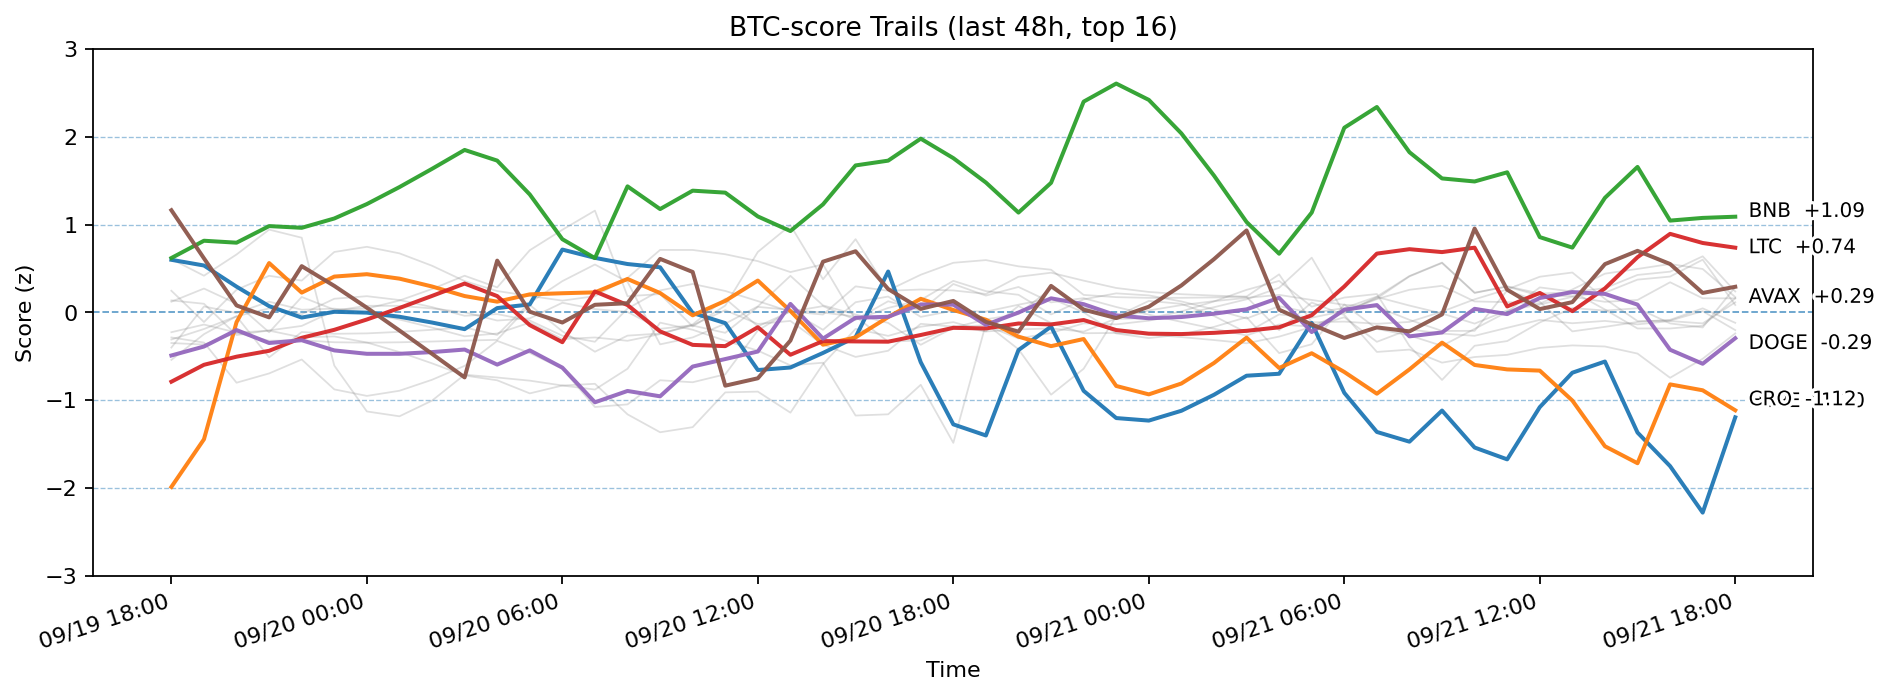 BTC-score Trails (last 48h, top 16)
3
2
1
0
−1
−2
−3
Score (z)
BNB +1.09
LTC +0.74
AVAX +0.29
DOGE -0.29
CRO -1.12
09/19 18:00
09/20 00:00
09/20 06:00
09/20 12:00
09/20 18:00
09/21 00:00
09/21 06:00
09/21 12:00
09/21 18:00
Time